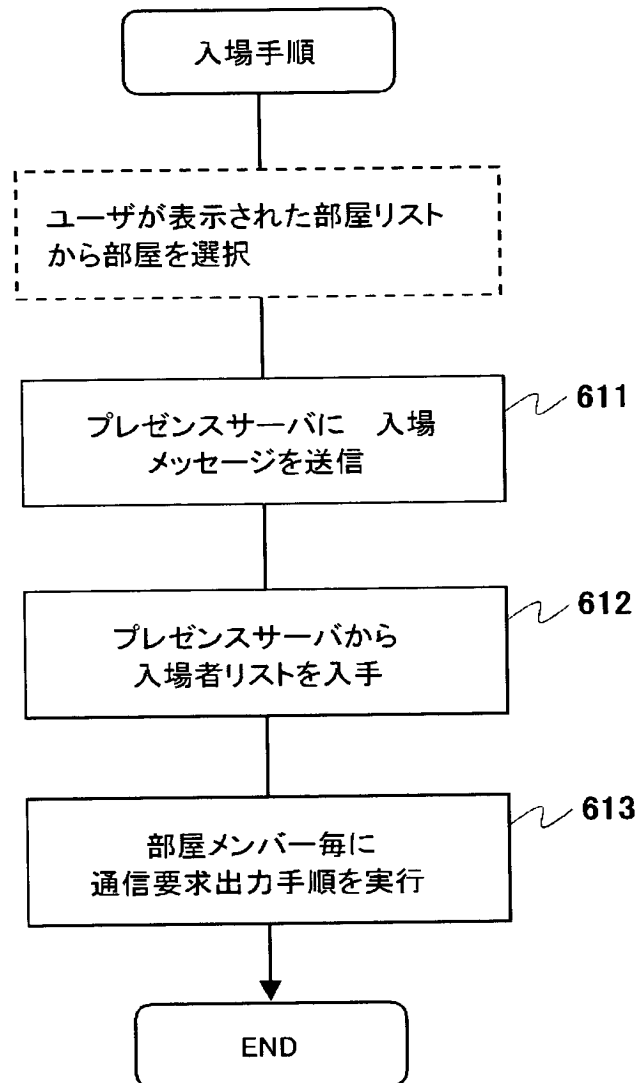 入場手順
ユーザが表示された部屋リスト
から部屋を選択
プレゼンスサーバに　入場
メッセージを送信
611
プレゼンスサーバから
入場者リストを入手
612
部屋メンバー毎に
通信要求出力手順を実行
613
END